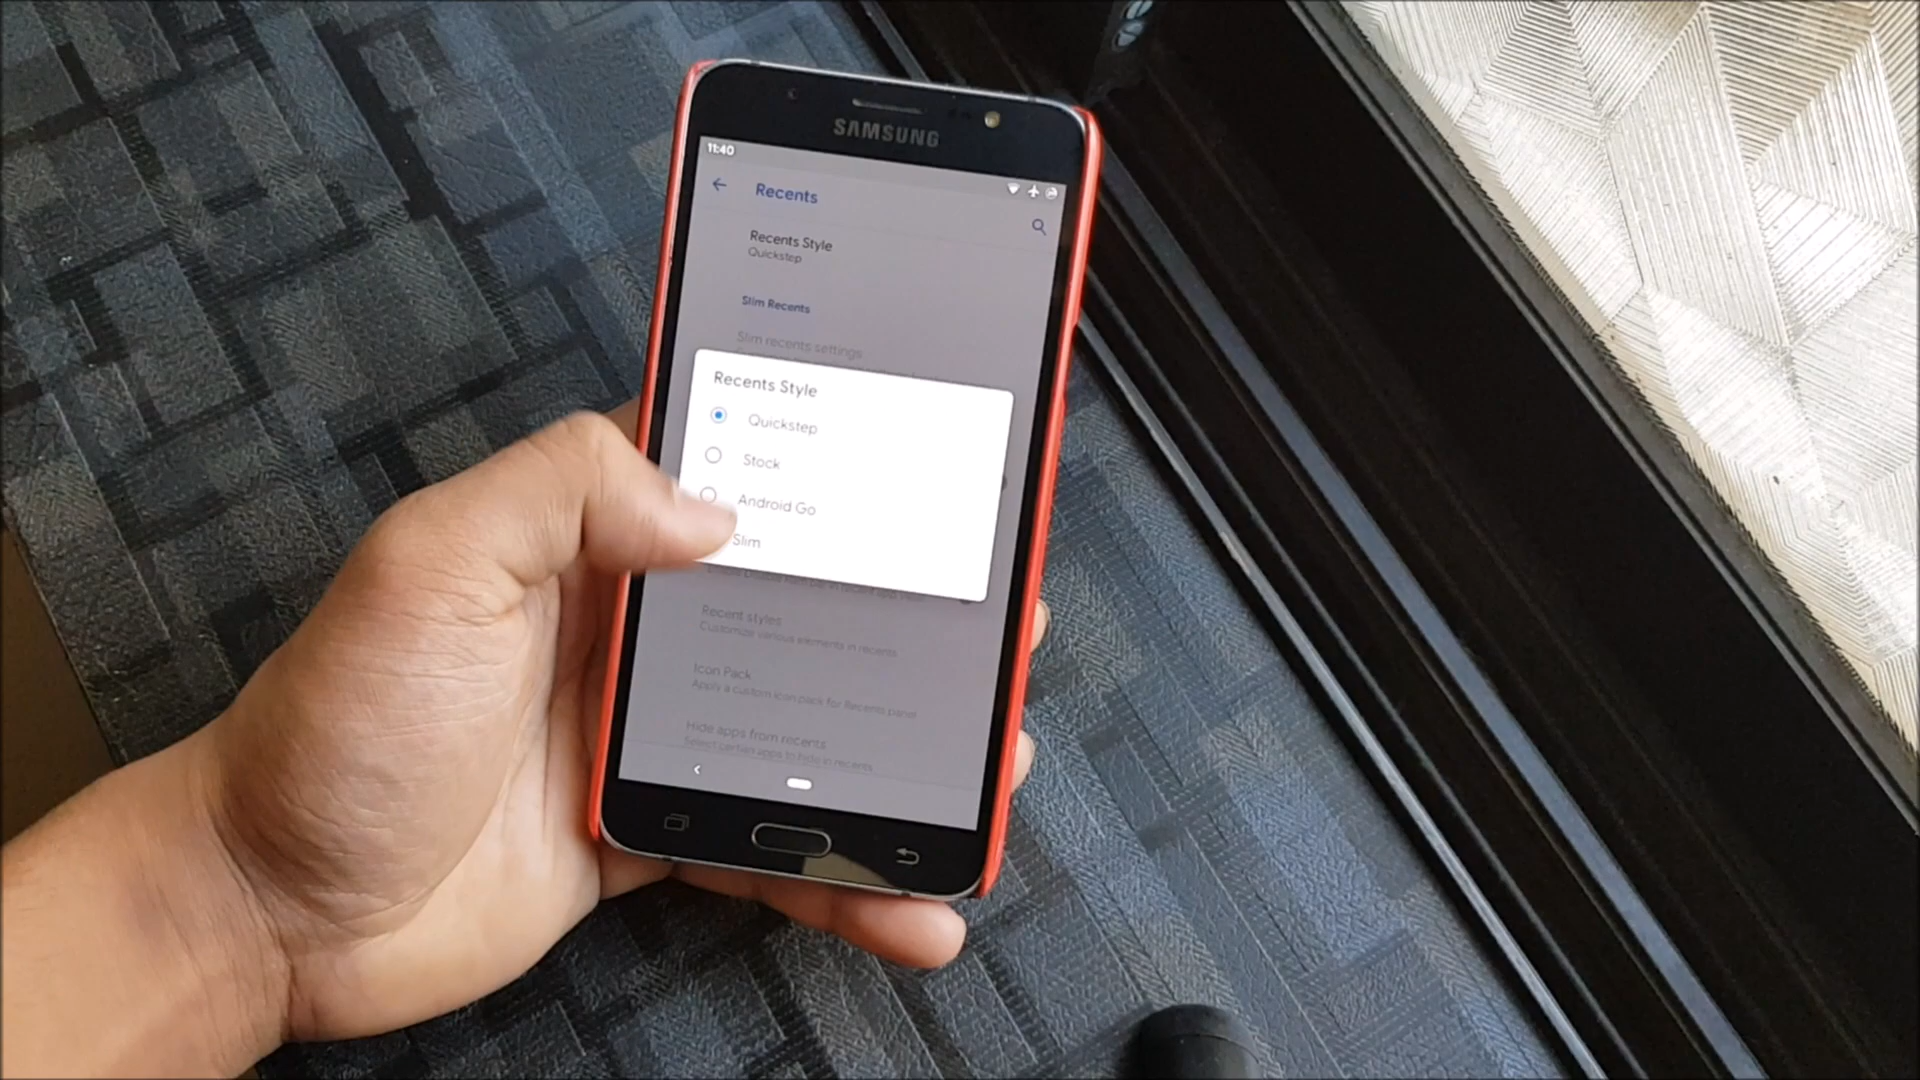 SAMSUNG
11:40
Recents
Recents Style
Quickstep
Slim Recents
Slim recents settings
Recents Style
Quickstep
Stock
Android Go
Slim
Recent styles
Customize various elements in recents
Icon Pack
Apply a custom icon pack for Recents panel
Hide apps from recents
Select certain apps to hide in recents